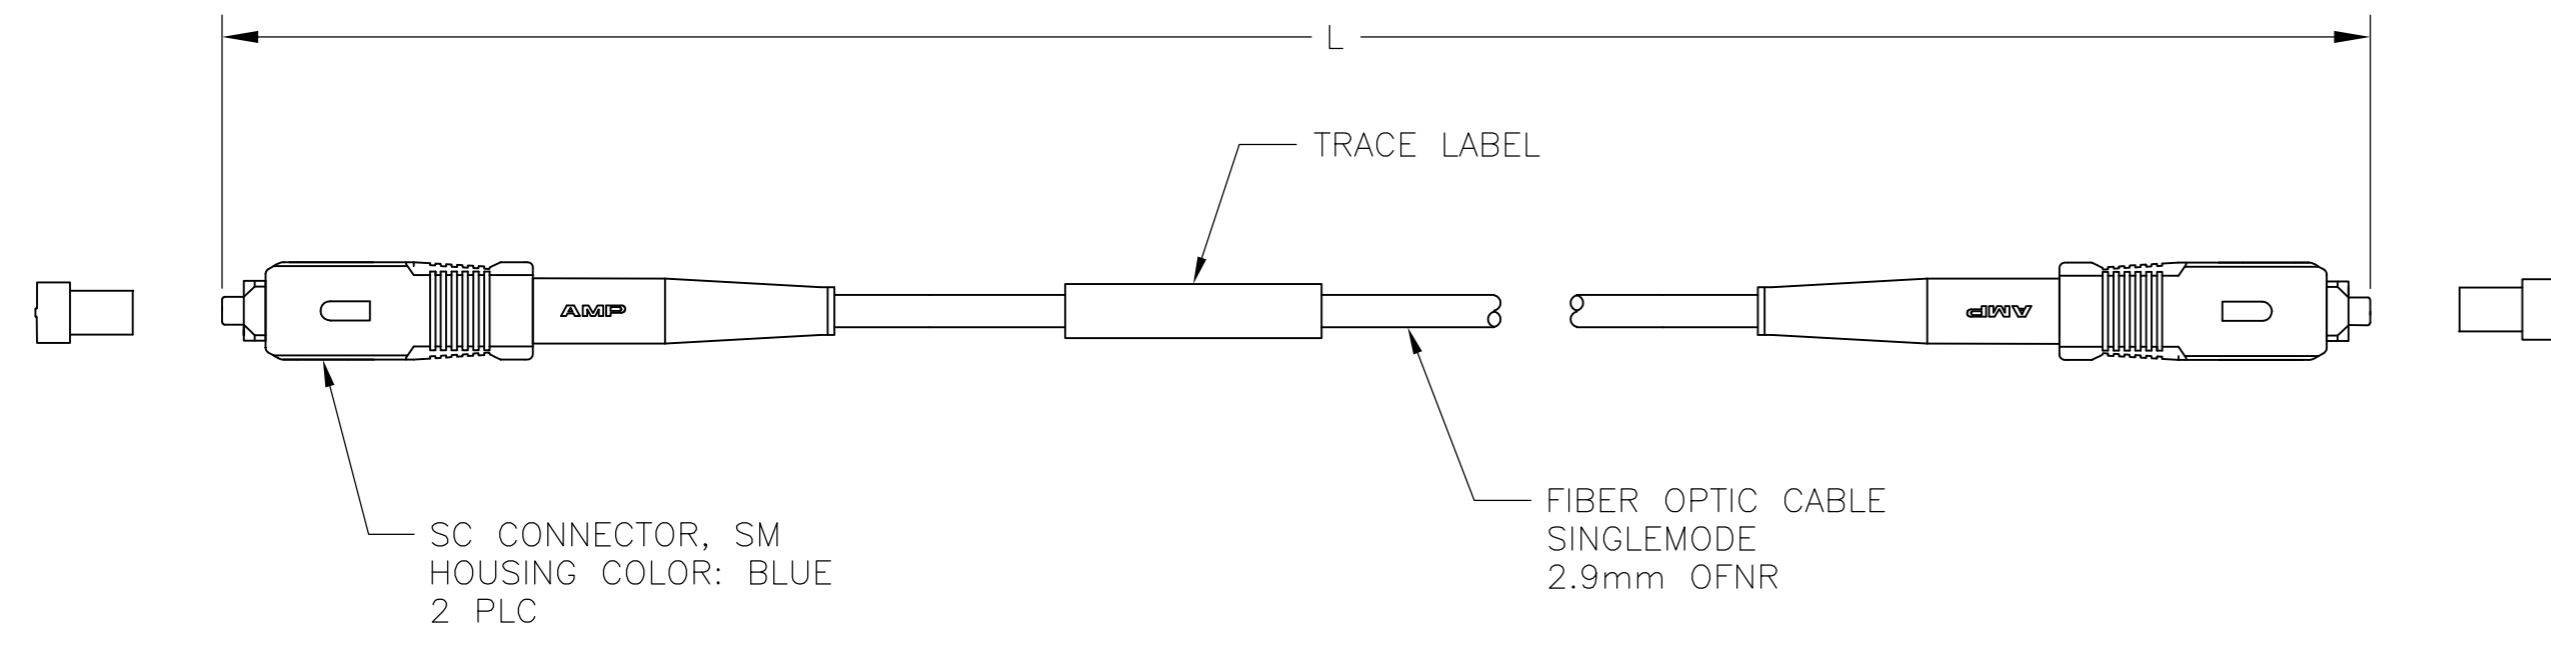 L
TRACE LABEL
AMP
AMP
FIBER OPTIC CABLE
SINGLEMODE
2.9mm OFNR
SC CONNECTOR, SM
HOUSING COLOR: BLUE
2 PLC